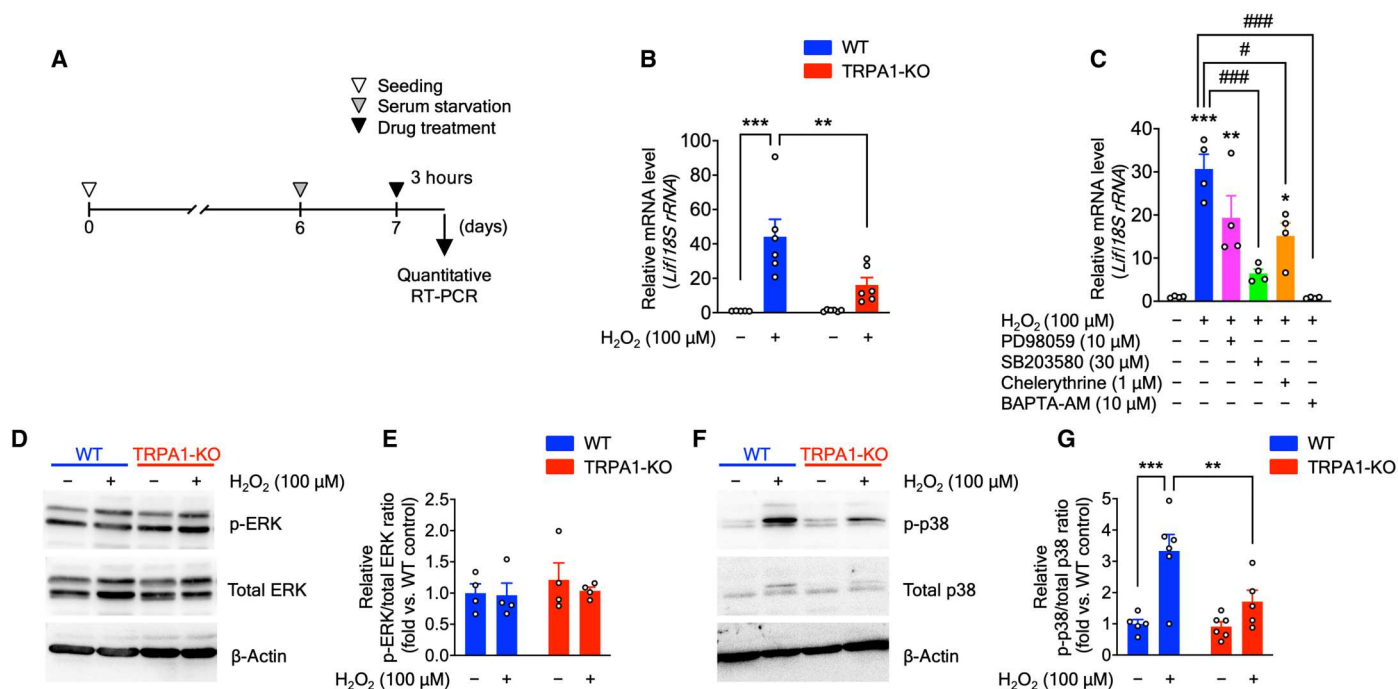 A
Seeding
Serum starvation
Drug treatment
3 hours
0
6
7
(days)
Quantitative
RT-PCR
B
WT
TRPA1-KO
Relative mRNA level
(Lif/18S rRNA)
100
80
60
40
20
0
***
**
H₂O₂ (100 μM)
–
+
–
+
C
###
#
###
***
**
*
Relative mRNA level
(Lif/18S rRNA)
40
30
20
10
0
H₂O₂ (100 μM) – + + + + +
PD98059 (10 μM) – – + – – –
SB203580 (30 μM) – – – + – –
Chelerythrine (1 μM) – – – – + –
BAPTA-AM (10 μM) – – – – – +
D
WT TRPA1-KO
– + – + H₂O₂ (100 μM)
p-ERK
Total ERK
β-Actin
E
WT
TRPA1-KO
Relative
p-ERK/total ERK ratio
(fold vs. WT control)
2.5
2.0
1.5
1.0
0.5
0.0
– + – +
H₂O₂ (100 μM)
F
WT TRPA1-KO
– + – + H₂O₂ (100 μM)
p-p38
Total p38
β-Actin
G
WT
TRPA1-KO
Relative
p-p38/total p38 ratio
(fold vs. WT control)
5
4
3
2
1
0
***
**
– + – +
H₂O₂ (100 μM)